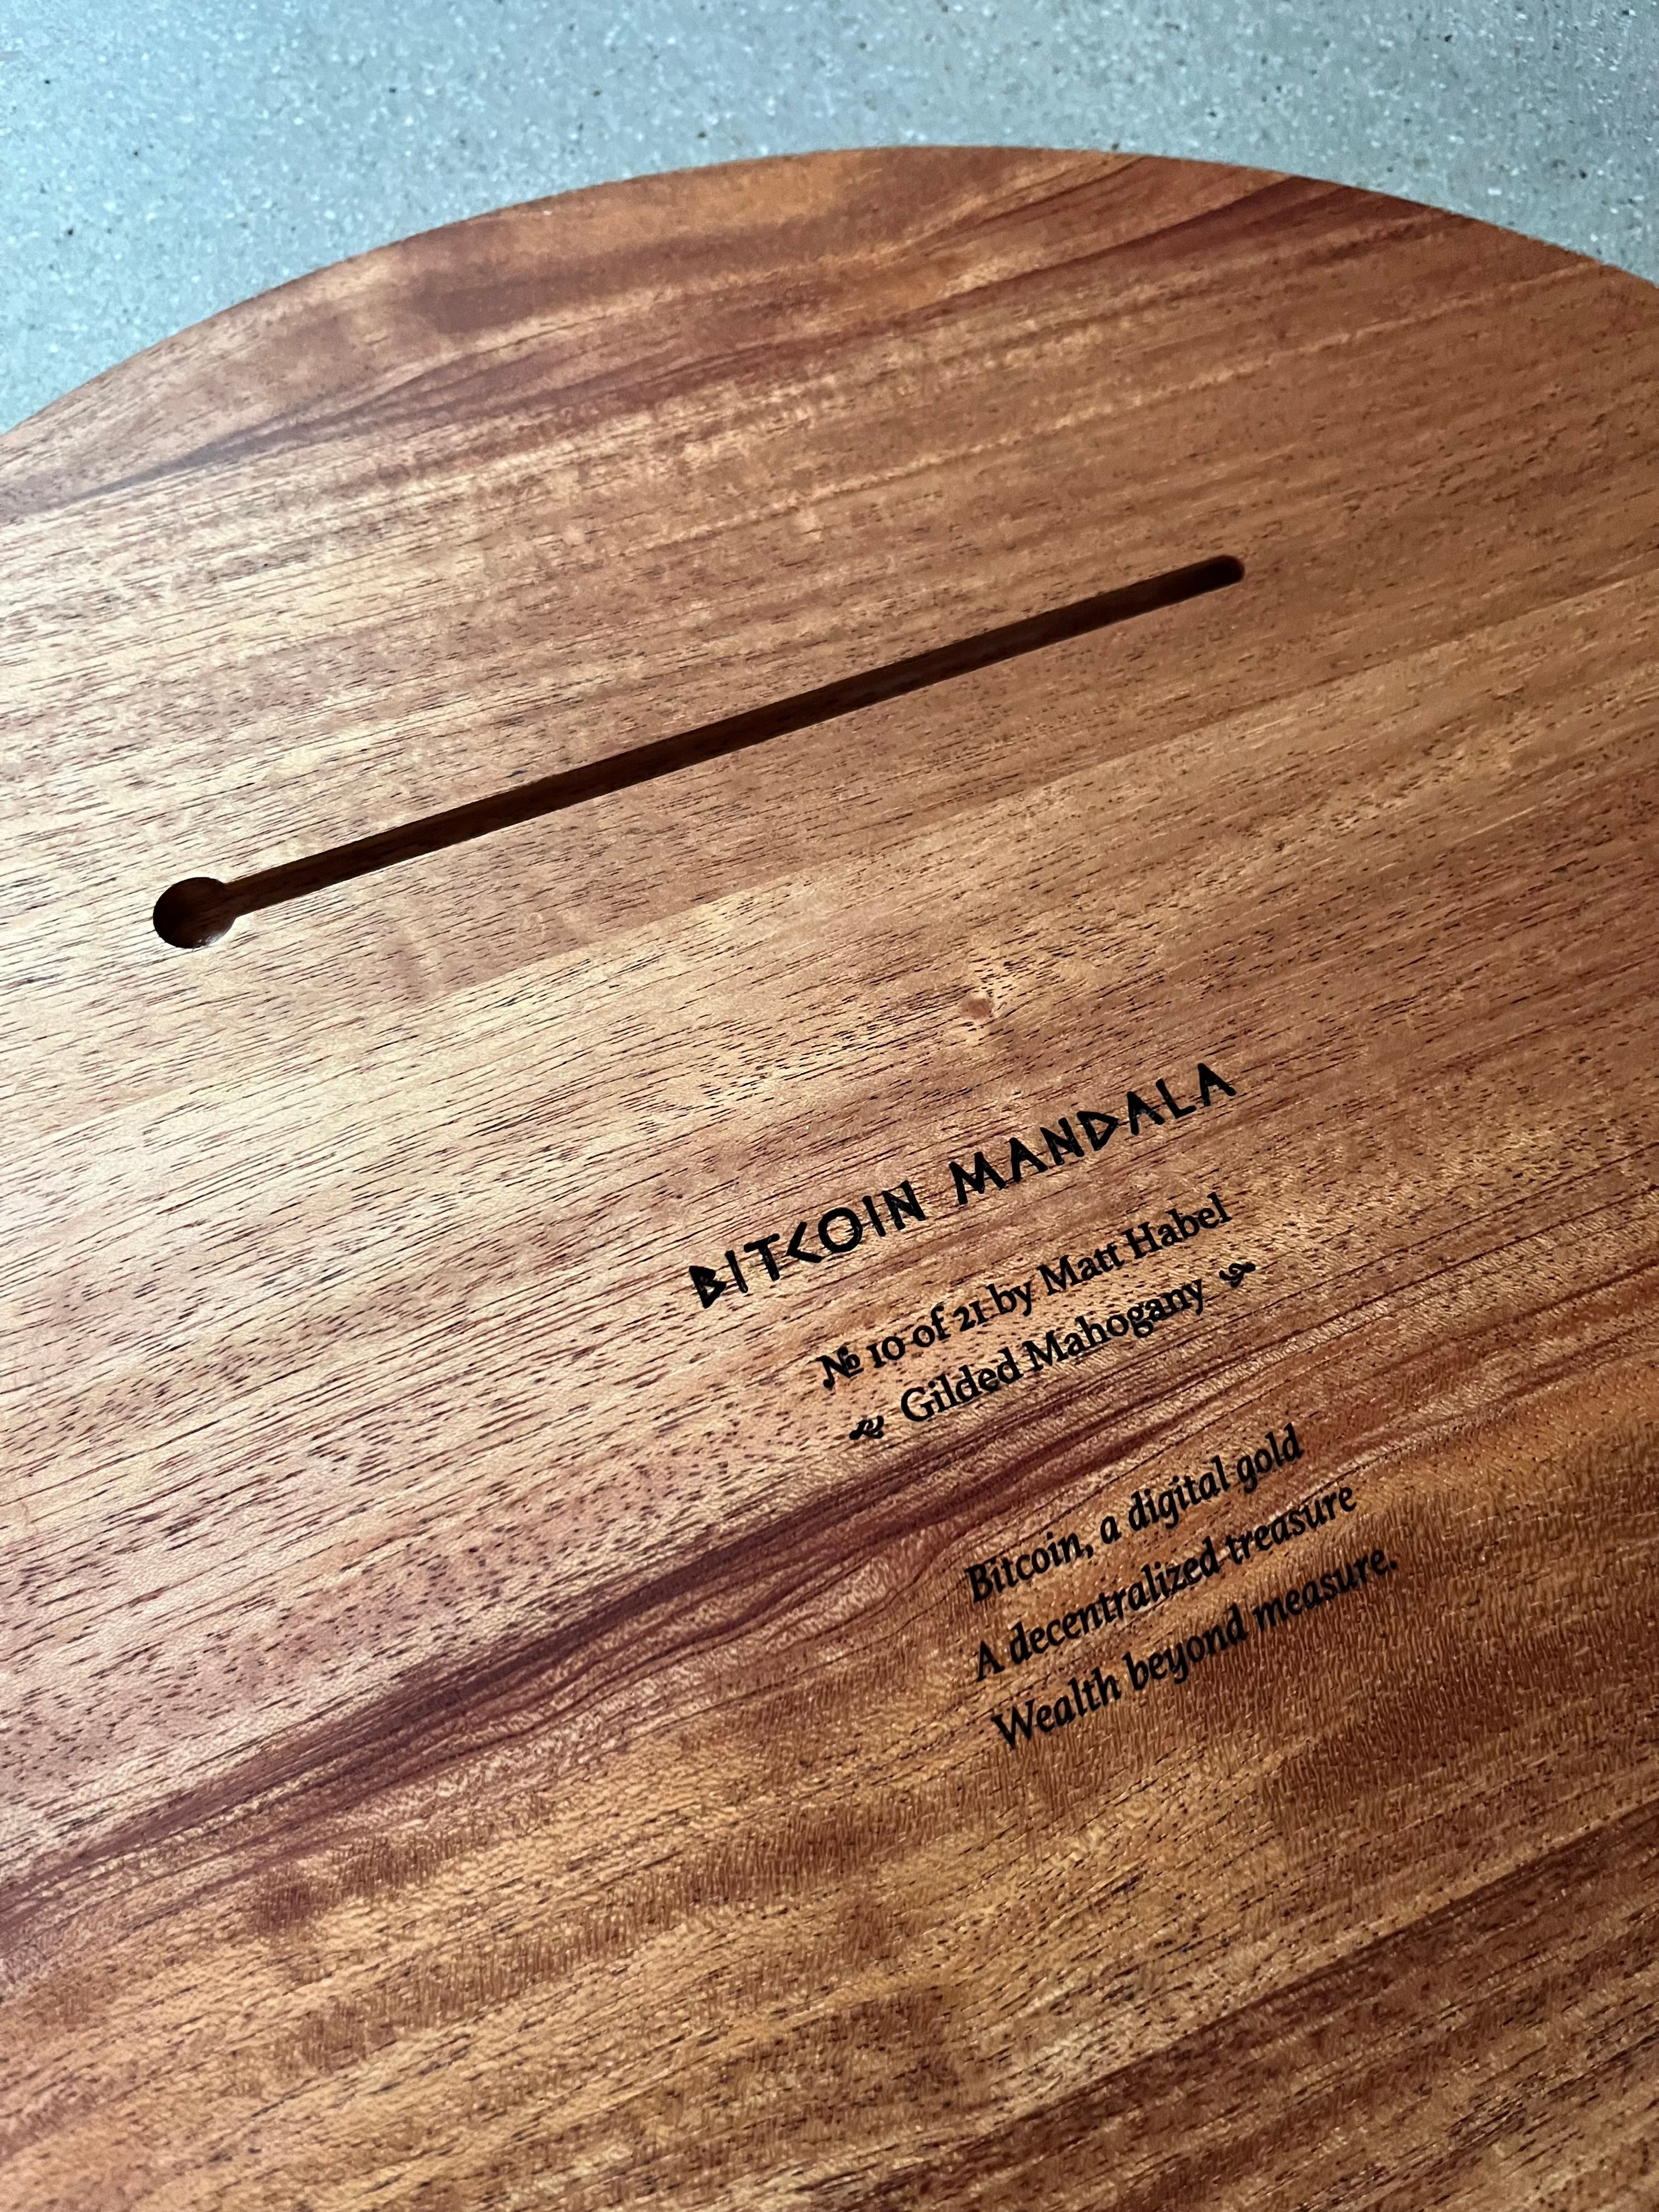 BITCOIN MANDALA
№ 10 of 21 by Matt Habel
Gilded Mahogany
Bitcoin, a digital gold
A decentralized treasure
Wealth beyond measure.